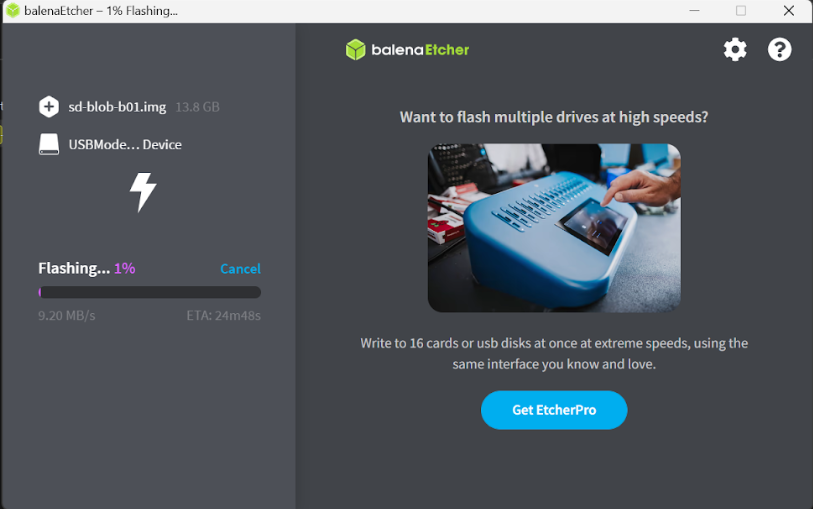 balenaEtcher – 1% Flashing...
balenaEtcher
sd-blob-b01.img 13.8 GB
USBMode... Device
Flashing... 1% Cancel
9.20 MB/s ETA: 24m48s
Want to flash multiple drives at high speeds?
Write to 16 cards or usb disks at once at extreme speeds, using the
same interface you know and love.
Get EtcherPro